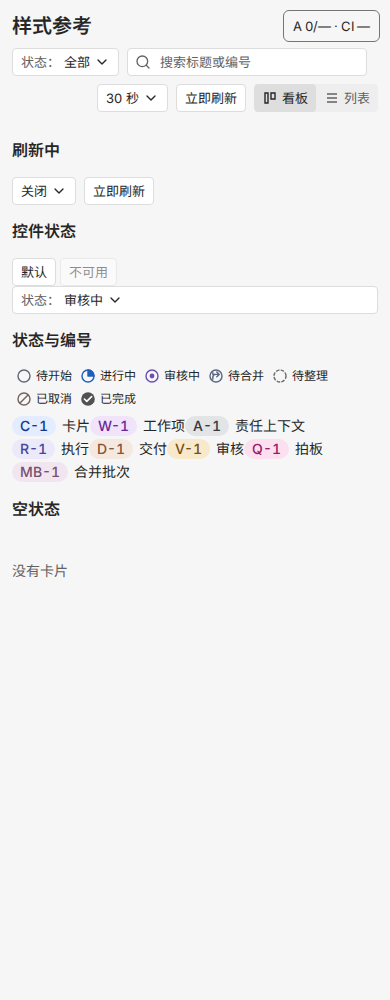 样式参考
A 0/— · CI —
状态： 全部
搜索标题或编号
30 秒 立即刷新 看板 列表
刷新中
关闭 立即刷新
控件状态
默认 不可用
状态： 审核中
状态与编号
待开始 进行中 审核中 待合并 待整理
已取消 已完成
C-1 卡片 W-1 工作项 A-1 责任上下文
R-1 执行 D-1 交付 V-1 审核 Q-1 拍板
MB-1 合并批次
空状态
没有卡片